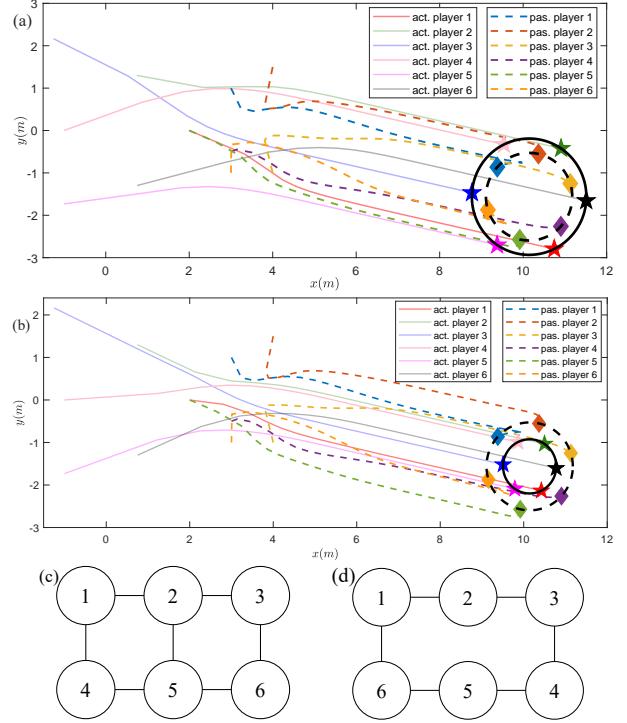 (a)
3
2
1
0
-1
-2
-3
y(m)
0
2
4
6
8
10
12
x(m)
act. player 1
act. player 2
act. player 3
act. player 4
act. player 5
act. player 6
pas. player 1
pas. player 2
pas. player 3
pas. player 4
pas. player 5
pas. player 6
(b)
2
1
0
-1
-2
-3
y(m)
0
2
4
6
8
10
12
x(m)
act. player 1
act. player 2
act. player 3
act. player 4
act. player 5
act. player 6
pas. player 1
pas. player 2
pas. player 3
pas. player 4
pas. player 5
pas. player 6
(c)
1 2 3
4 5 6
(d)
1 2 3
6 5 4